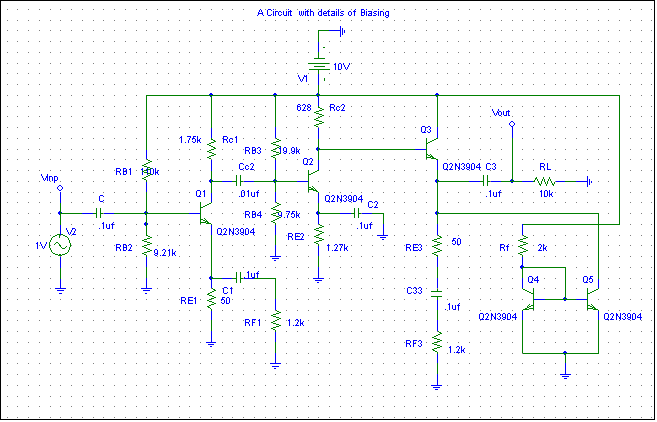 A Circuit with details of Biasing
V1
10V
628
Rc2
1.75k
Rc1
RB3
19.9k
Q3
Vout
RB1
140k
Cc2
.01uf
Q2
Q2N3904
C3
.1uf
RL
10k
Vinp
C
.1uf
Q1
Q2N3904
RB4
9.75k
Q2N3904
C2
.1uf
V2
1V
RB2
9.21k
RE2
1.27k
RE3
50
Rf
2k
C1
.1uf
RE1
50
C33
.1uf
Q4
Q5
RF1
1.2k
Q2N3904
Q2N3904
RF3
1.2k